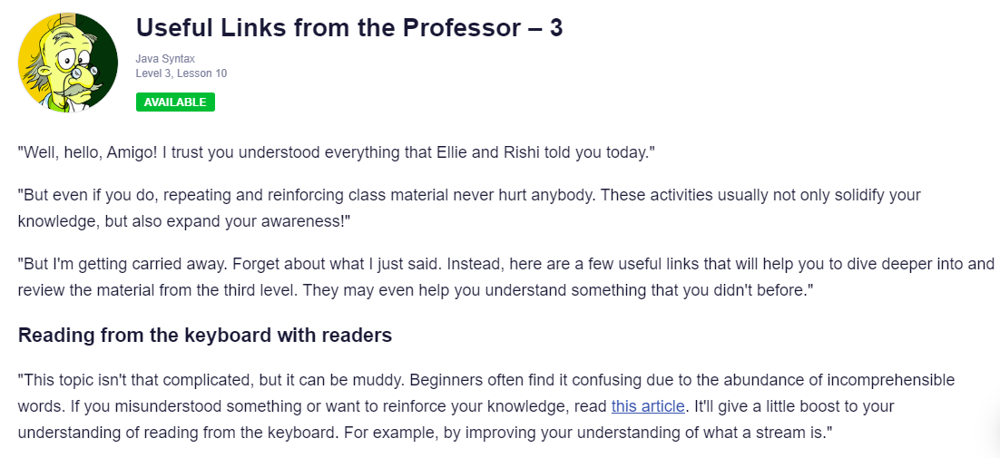 Useful Links from the Professor – 3
Java Syntax
Level 3, Lesson 10
AVAILABLE
"Well, hello, Amigo! I trust you understood everything that Ellie and Rishi told you today."
"But even if you do, repeating and reinforcing class material never hurt anybody. These activities usually not only solidify your
knowledge, but also expand your awareness!"
"But I'm getting carried away. Forget about what I just said. Instead, here are a few useful links that will help you to dive deeper into and
review the material from the third level. They may even help you understand something that you didn't before."
Reading from the keyboard with readers
"This topic isn't that complicated, but it can be muddy. Beginners often find it confusing due to the abundance of incomprehensible
words. If you misunderstood something or want to reinforce your knowledge, read this article. It'll give a little boost to your
understanding of reading from the keyboard. For example, by improving your understanding of what a stream is."